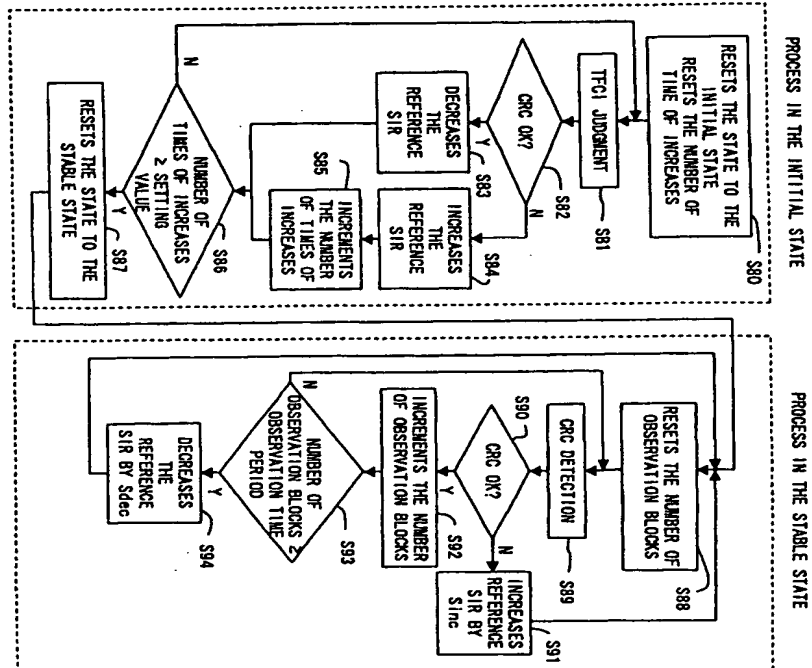 PROCESS IN THE INTITIAL STATE
RESETS THE STATE TO THE
INITIAL STATE
RESETS THE NUMBER OF
TIME OF INCREASES
S80
TFCI JUDGMENT
S81
CRC OK?
S82
Y
N
DECREASES
THE
REFERENCE
SIR
S83
INCREASES
THE
REFERENCE
SIR
S84
INCREMENTS
THE NUMBER
OF TIMES OF
INCREASES
S85
NUMBER OF
TIMES OF INCREASES
≥ SETTING
VALUE
S86
N
Y
RESETS THE STATE TO THE
STABLE STATE
S87
PROCESS IN THE STABLE STATE
RESETS THE NUMBER OF
OBSERVATION BLOCKS
S88
CRC DETECTION
S89
CRC OK?
S90
Y
N
INCREASES
REFERENCE
SIR BY
Sinc
S91
INCREMENTS THE NUMBER
OF OBSERVATION BLOCKS
S92
NUMBER OF
OBSERVATION BLOCKS ≥
OBSERVATION TIME
PERIOD
S93
N
Y
DECREASES
THE
REFERENCE
SIR BY Sdec
S94